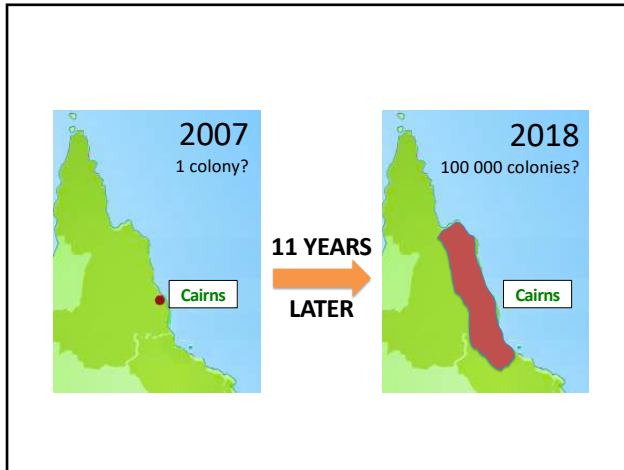 2007
1 colony?
Cairns
11 YEARS
LATER
2018
100 000 colonies?
Cairns